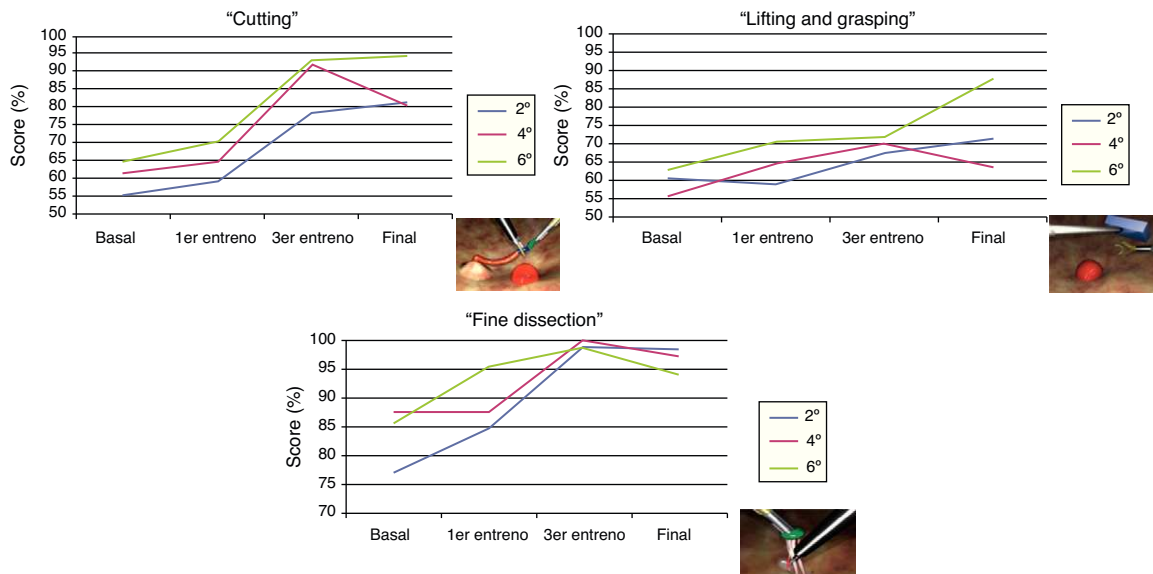 “Cutting”
Score (%)
100
95
90
85
80
75
70
65
60
55
50
Basal
1er entreno
3er entreno
Final
2º
4º
6º
“Lifting and grasping”
Score (%)
100
95
90
85
80
75
70
65
60
55
50
Basal
1er entreno
3er entreno
Final
2º
4º
6º
“Fine dissection”
Score (%)
100
95
90
85
80
75
70
Basal
1er entreno
3er entreno
Final
2º
4º
6º